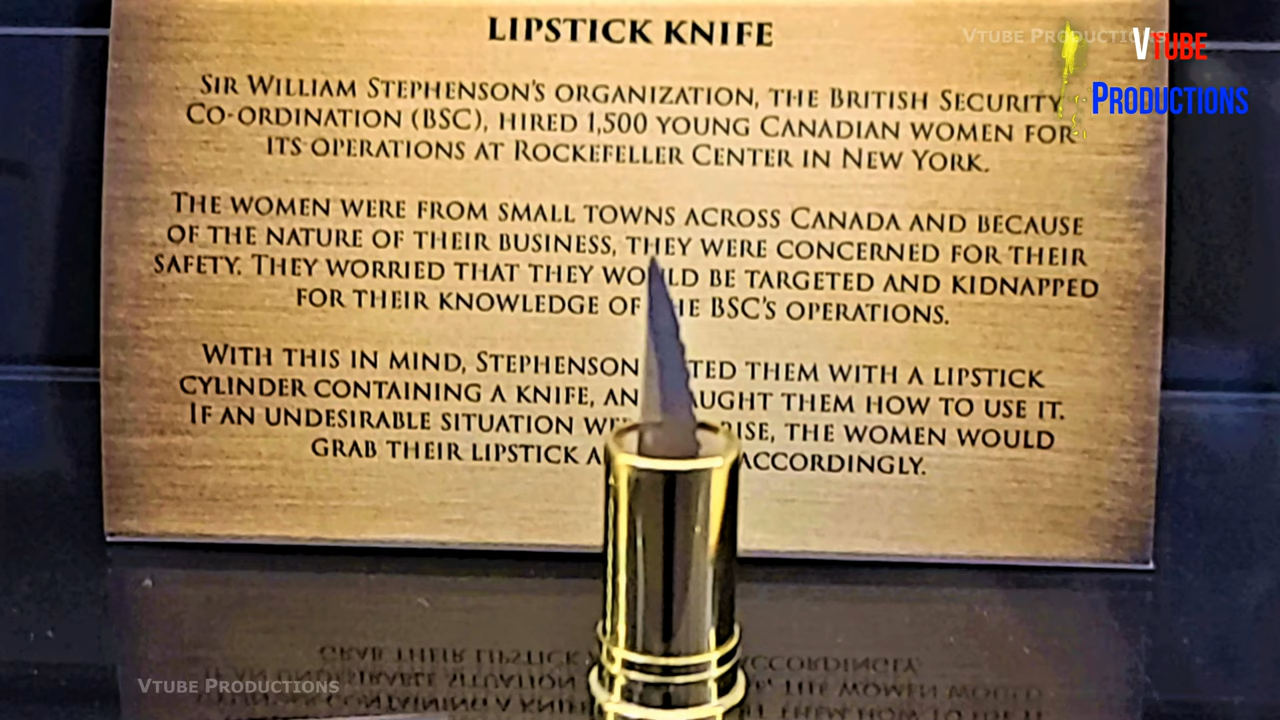 LIPSTICK KNIFE
VTUBE PRODUCTIONS
VTUBE
PRODUCTIONS
SIR WILLIAM STEPHENSON'S ORGANIZATION, THE BRITISH SECURITY
CO-ORDINATION (BSC), HIRED 1,500 YOUNG CANADIAN WOMEN FOR
ITS OPERATIONS AT ROCKEFELLER CENTER IN NEW YORK.
THE WOMEN WERE FROM SMALL TOWNS ACROSS CANADA AND BECAUSE
OF THE NATURE OF THEIR BUSINESS, THEY WERE CONCERNED FOR THEIR
SAFETY. THEY WORRIED THAT THEY WOULD BE TARGETED AND KIDNAPPED
FOR THEIR KNOWLEDGE OF THE BSC'S OPERATIONS.
WITH THIS IN MIND, STEPHENSON THEM WITH A LIPSTICK
CYLINDER CONTAINING A KNIFE, AND TAUGHT THEM HOW TO USE IT.
IF AN UNDESIRABLE SITUATION WERE ARISE, THE WOMEN WOULD
GRAB THEIR LIPSTICK ACCORDINGLY.
VTUBE PRODUCTIONS